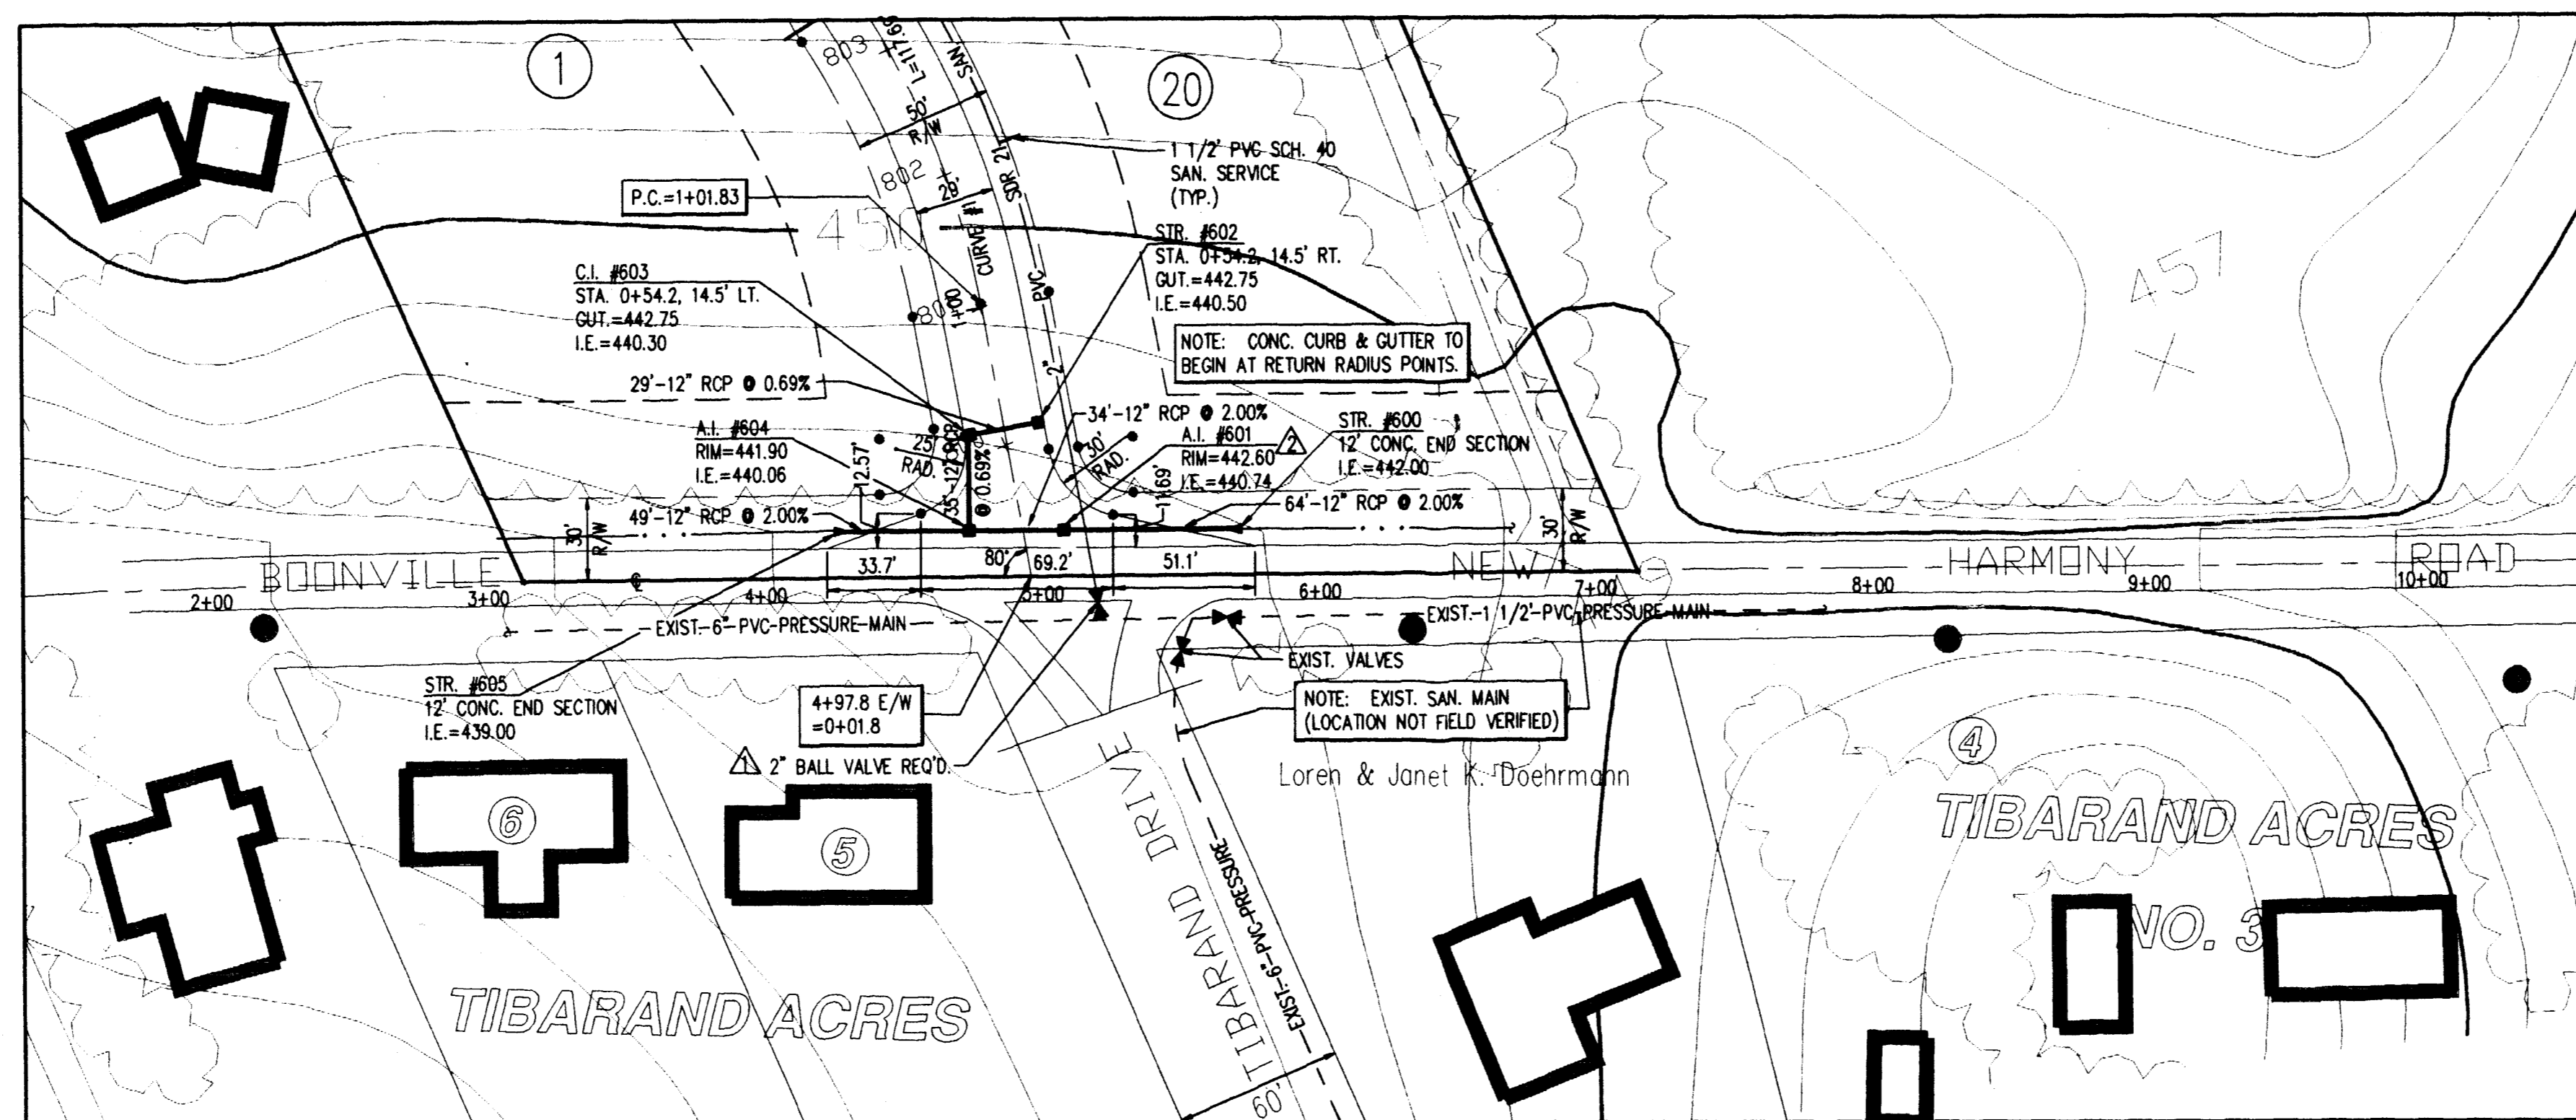 1
20
803
L=117.69
SAN
50'
R/W
802
28'
SDR 21
CURVE #1
1 1/2' PVC SCH. 40
SAN. SERVICE
(TYP.)
P.C.=1+01.83
450
STR. #602
STA. 0+54.2, 14.5' RT.
GUT.=442.75
I.E.=440.50
457
C.I. #603
STA. 0+54.2, 14.5' LT.
GUT.=442.75
I.E.=440.30
1+00
PVC
2"
NOTE: CONC. CURB & GUTTER TO
BEGIN AT RETURN RADIUS POINTS.
29'-12" RCP @ 0.69%
34'-12" RCP @ 2.00%
A.I. #604
RIM=441.90
I.E.=440.06
12.57'
25'
RAD.
35'-12" RCP
@ 0.69%
30'
RAD.
A.I. #601
RIM=442.60
I.E.=440.74
2
STR. #600
12' CONC. END SECTION
I.E.=442.00
49'-12" RCP @ 2.00%
64'-12" RCP @ 2.00%
30'
R/W
30'
R/W
33.7'
80'
69.2'
51.1'
BOONVILLE
NEW
HARMONY
ROAD
2+00
3+00
4+00
5+00
6+00
7+00
8+00
9+00
10+00
EXIST.-6"-PVC-PRESSURE-MAIN
EXIST.-1 1/2'-PVC-PRESSURE-MAIN
EXIST. VALVES
STR. #605
12' CONC. END SECTION
I.E.=439.00
4+97.8 E/W
=0+01.8
NOTE: EXIST. SAN. MAIN
(LOCATION NOT FIELD VERIFIED)
1 2" BALL VALVE REQ'D.
Loren & Janet K. Doehrmann
4
6
5
TIBARAND ACRES
NO. 3
TIBARAND DRIVE
EXIST.-6"-PVC-PRESSURE
TIBARAND ACRES
60'
TIBARAND